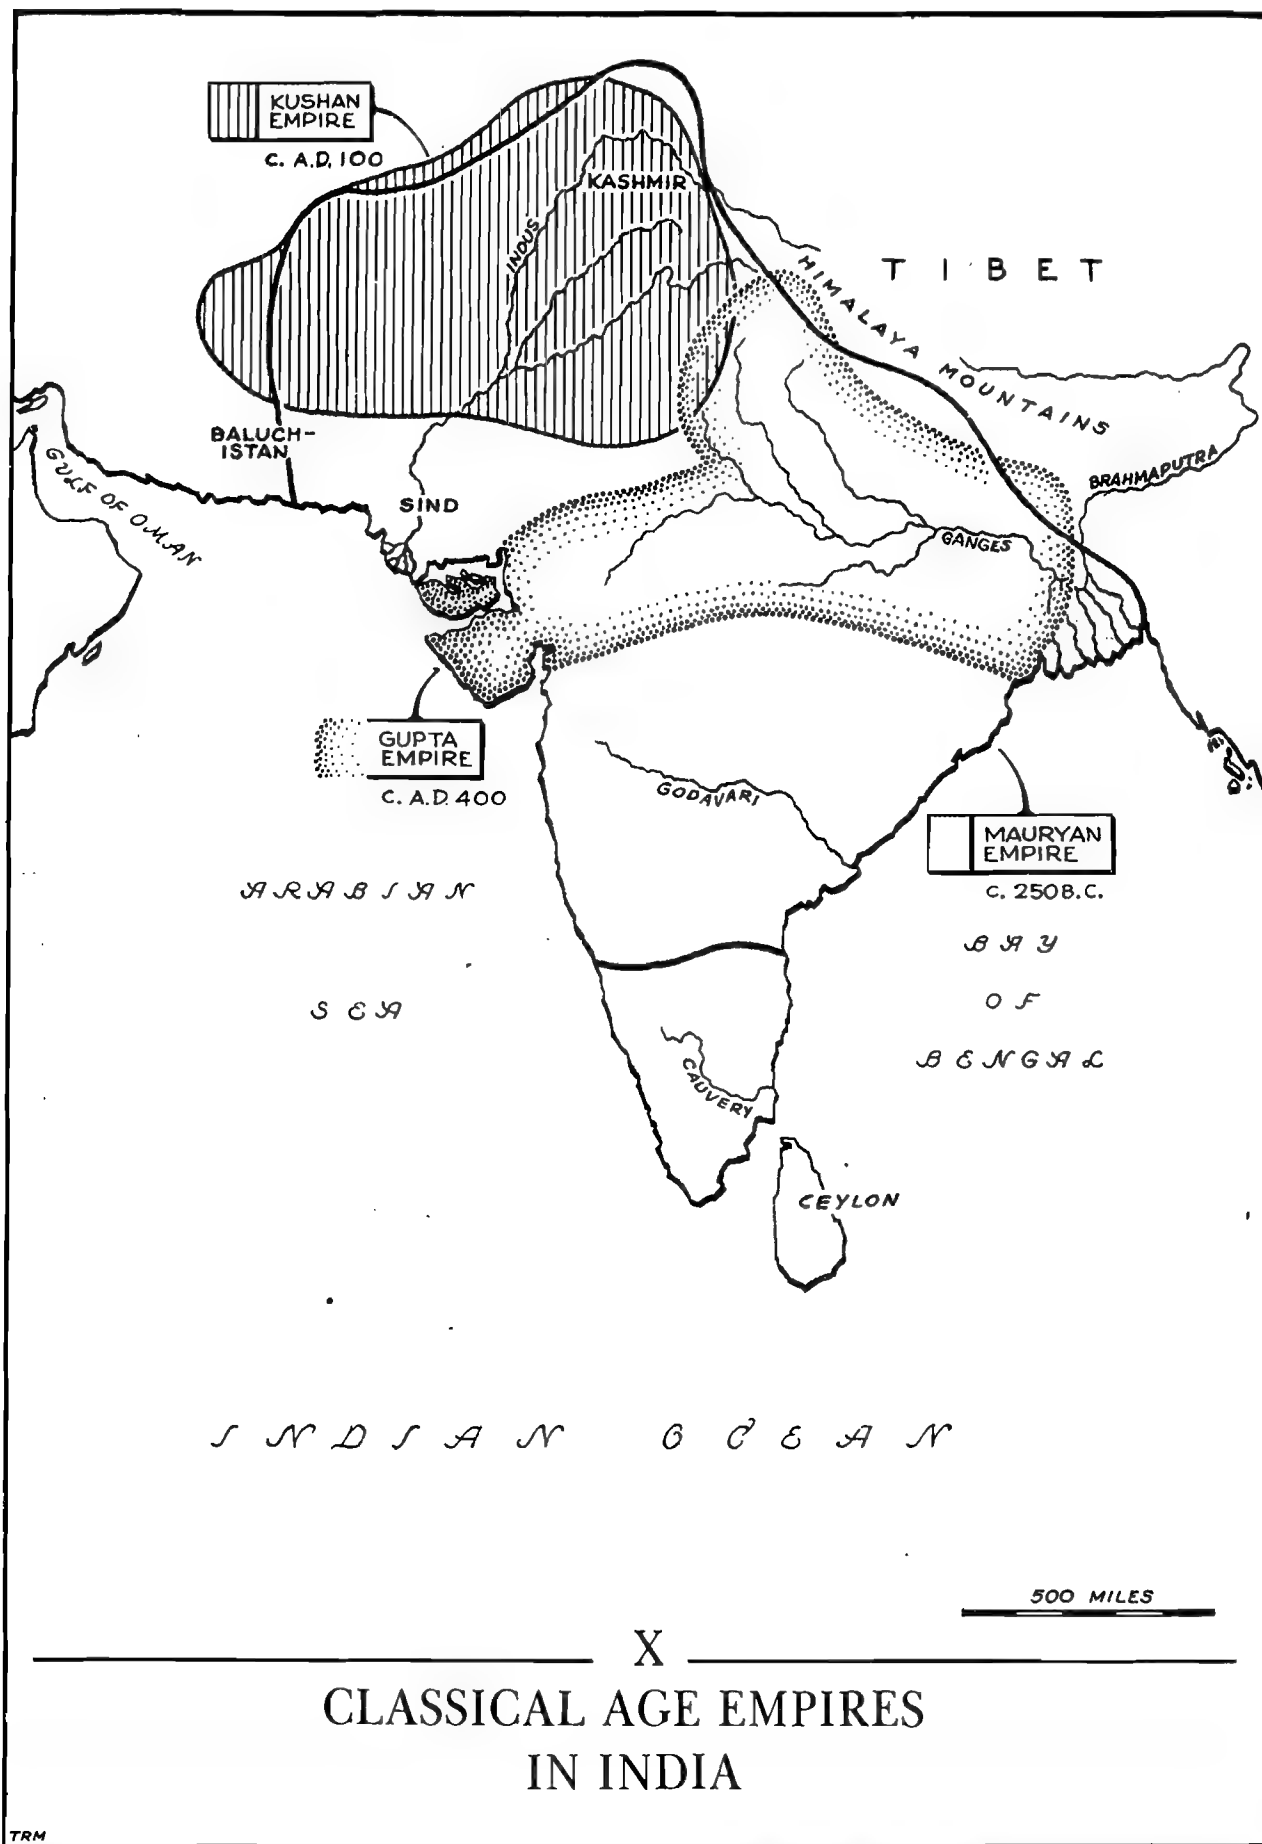 KUSHAN
EMPIRE
C. A.D. 100
KASHMIR
INDUS
TIBET
HIMALAYA MOUNTAINS
BALUCH-
ISTAN
GULF OF OMAN
SIND
BRAHMAPUTRA
GANGES
GUPTA
EMPIRE
C. A.D. 400
GODAVARI
MAURYAN
EMPIRE
C. 250 B.C.
ARABIAN
SEA
BAY
OF
BENGAL
CAUVERY
CEYLON
INDIAN OCEAN
500 MILES
X
CLASSICAL AGE EMPIRES
IN INDIA
TRM